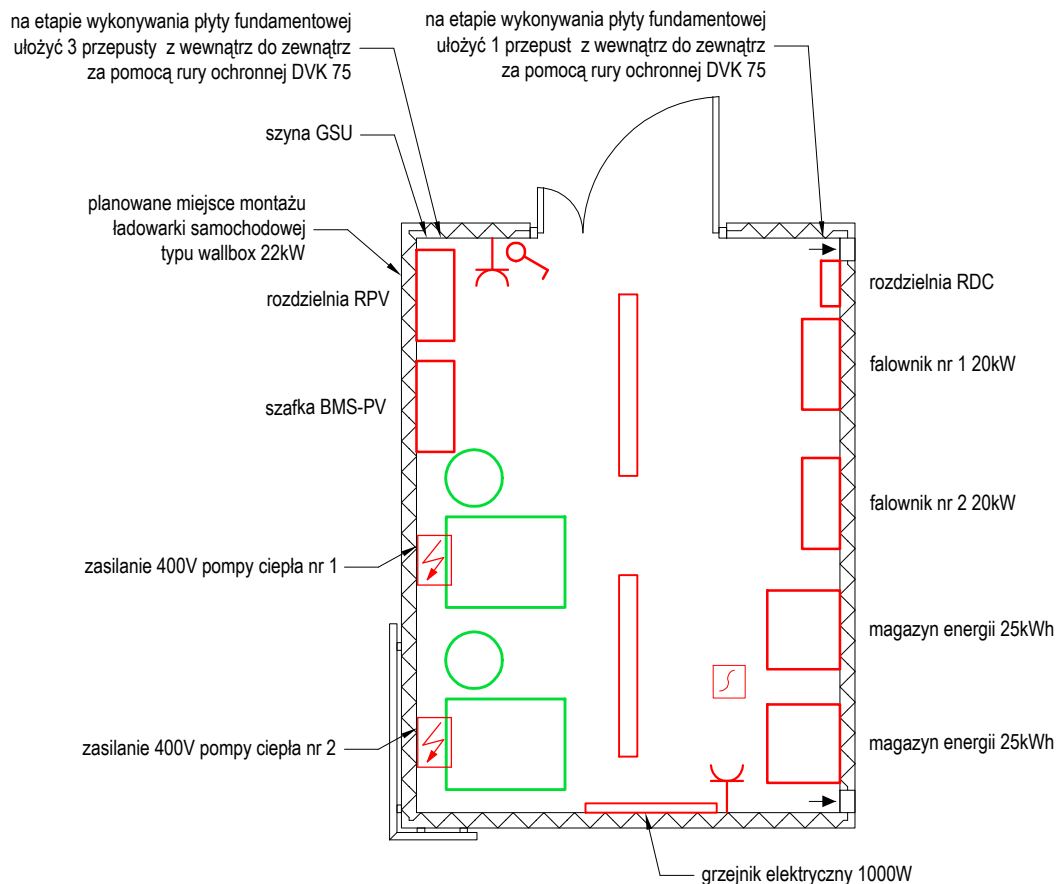 na etapie wykonywania płyty fundamentowej
ułożyć 3 przepusty z wewnątrz do zewnątrz
za pomocą rury ochronnej DVK 75
na etapie wykonywania płyty fundamentowej
ułożyć 1 przepust z wewnątrz do zewnątrz
za pomocą rury ochronnej DVK 75
szyna GSU
planowane miejsce montażu
ładowarki samochodowej
typu wallbox 22kW
rozdzielnia RPV
rozdzielnia RDC
falownik nr 1 20kW
szafka BMS-PV
falownik nr 2 20kW
zasilanie 400V pompy ciepła nr 1
magazyn energii 25kWh
zasilanie 400V pompy ciepła nr 2
magazyn energii 25kWh
grzejnik elektryczny 1000W